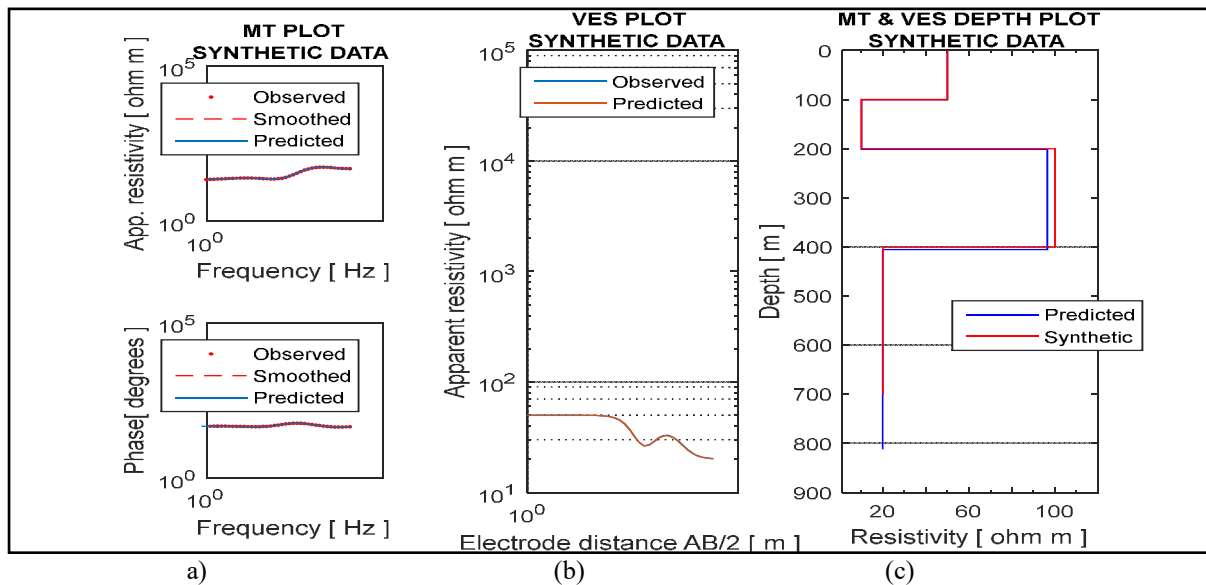 MT PLOT
SYNTHETIC DATA
10^5
Observed
Smoothed
Predicted
App. resistivity [ ohm m ]
10^0
10^0
Frequency [ Hz ]
10^5
Observed
Smoothed
Predicted
Phase[ degrees]
10^0
10^0
Frequency [ Hz ]
a)
VES PLOT
SYNTHETIC DATA
10^5
Observed
Predicted
10^4
Apparent resistivity [ ohm m ]
10^3
10^2
10^1
10^0
Electrode distance AB/2 [ m ]
(b)
MT & VES DEPTH PLOT
SYNTHETIC DATA
0
100
200
300
400
Depth [ m ]
Predicted
Synthetic
600
700
800
900
20
60
100
Resistivity [ ohm m ]
(c)